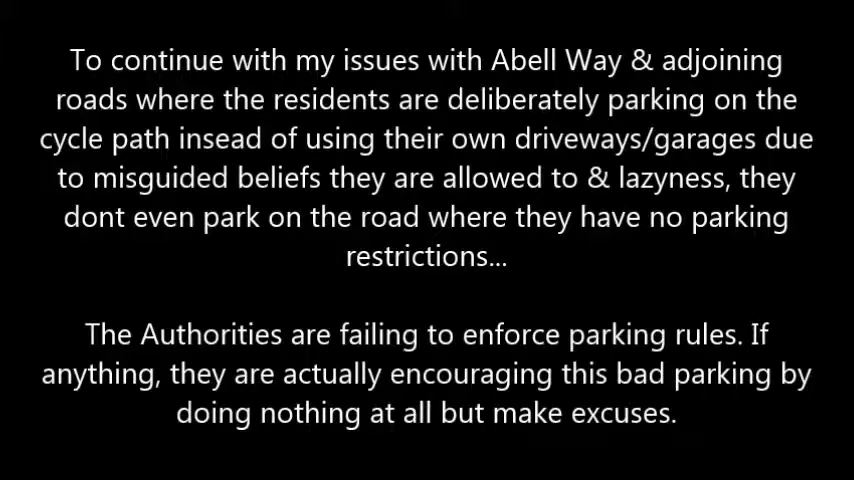 To continue with my issues with Abell Way & adjoining
roads where the residents are deliberately parking on the
cycle path insead of using their own driveways/garages due
to misguided beliefs they are allowed to & lazyness, they
dont even park on the road where they have no parking
restrictions...
The Authorities are failing to enforce parking rules. If
anything, they are actually encouraging this bad parking by
doing nothing at all but make excuses.